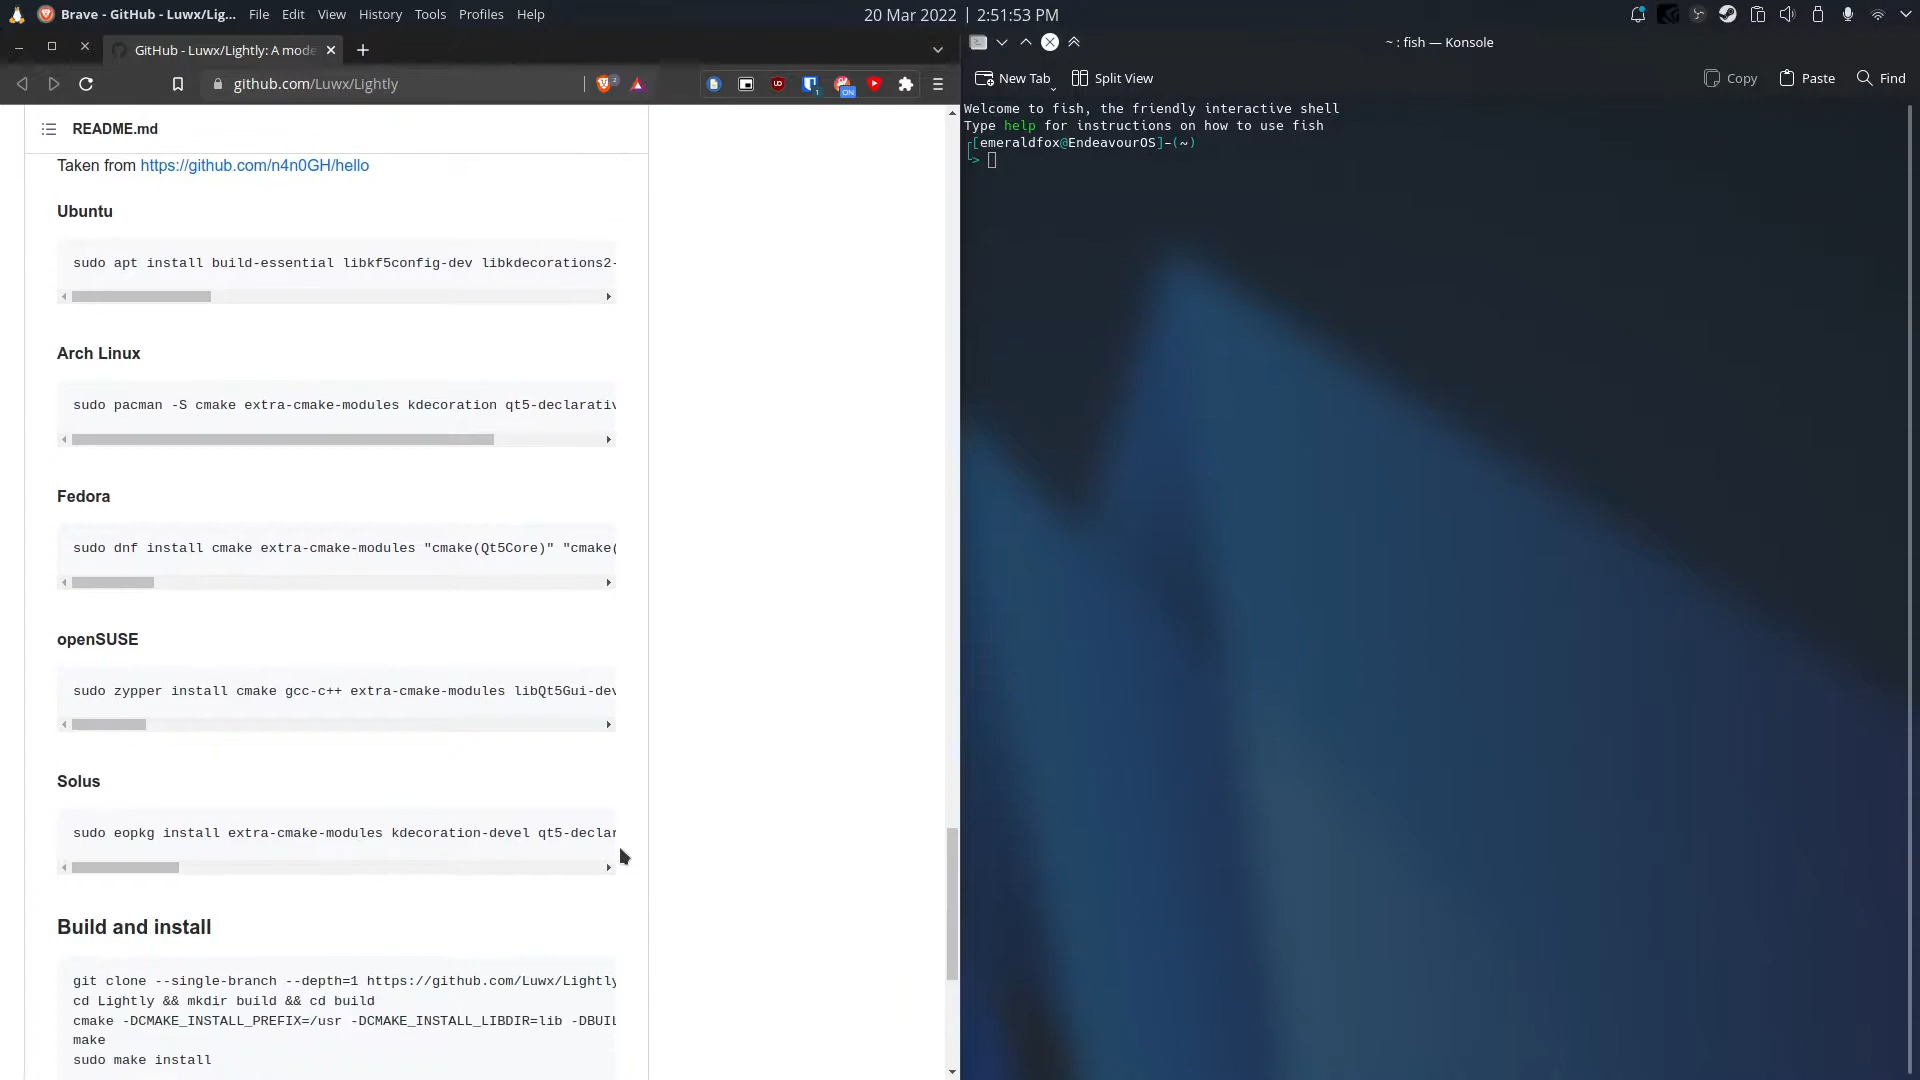 Brave - GitHub - Luwx/Lig... File Edit View History Tools Profiles Help
20 Mar 2022 | 2:51:53 PM
GitHub - Luwx/Lightly: A mode
github.com/Luwx/Lightly
2
1
ON
README.md
Taken from https://github.com/n4n0GH/hello
Ubuntu
sudo apt install build-essential libkf5config-dev libkdecorations2-
Arch Linux
sudo pacman -S cmake extra-cmake-modules kdecoration qt5-declarativ
Fedora
sudo dnf install cmake extra-cmake-modules "cmake(Qt5Core)" "cmake(
openSUSE
sudo zypper install cmake gcc-c++ extra-cmake-modules libQt5Gui-dev
Solus
sudo eopkg install extra-cmake-modules kdecoration-devel qt5-declar
Build and install
git clone --single-branch --depth=1 https://github.com/Luwx/Lightly
cd Lightly && mkdir build && cd build
cmake -DCMAKE_INSTALL_PREFIX=/usr -DCMAKE_INSTALL_LIBDIR=lib -DBUIL
make
sudo make install
~ : fish — Konsole
New Tab Split View Copy Paste Find
Welcome to fish, the friendly interactive shell
Type help for instructions on how to use fish
┌[emeraldfox@EndeavourOS]-(~)
└>